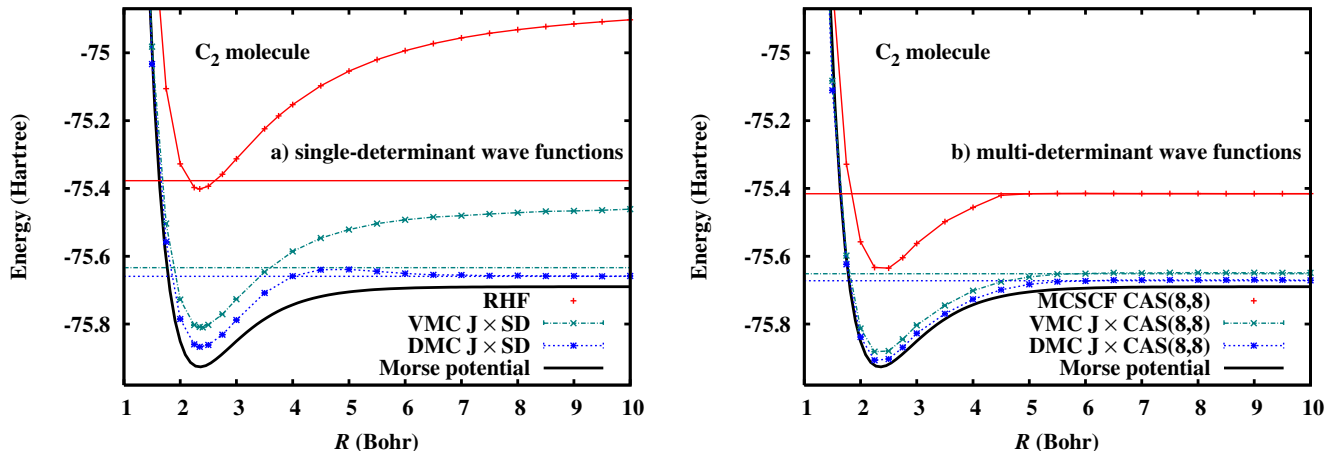 C2 molecule
a) single-determinant wave functions
RHF
VMC J × SD
DMC J × SD
Morse potential
Energy (Hartree)
-75
-75.2
-75.4
-75.6
-75.8
1 2 3 4 5 6 7 8 9 10
R (Bohr)
C2 molecule
b) multi-determinant wave functions
MCSCF CAS(8,8)
VMC J × CAS(8,8)
DMC J × CAS(8,8)
Morse potential
Energy (Hartree)
-75
-75.2
-75.4
-75.6
-75.8
1 2 3 4 5 6 7 8 9 10
R (Bohr)